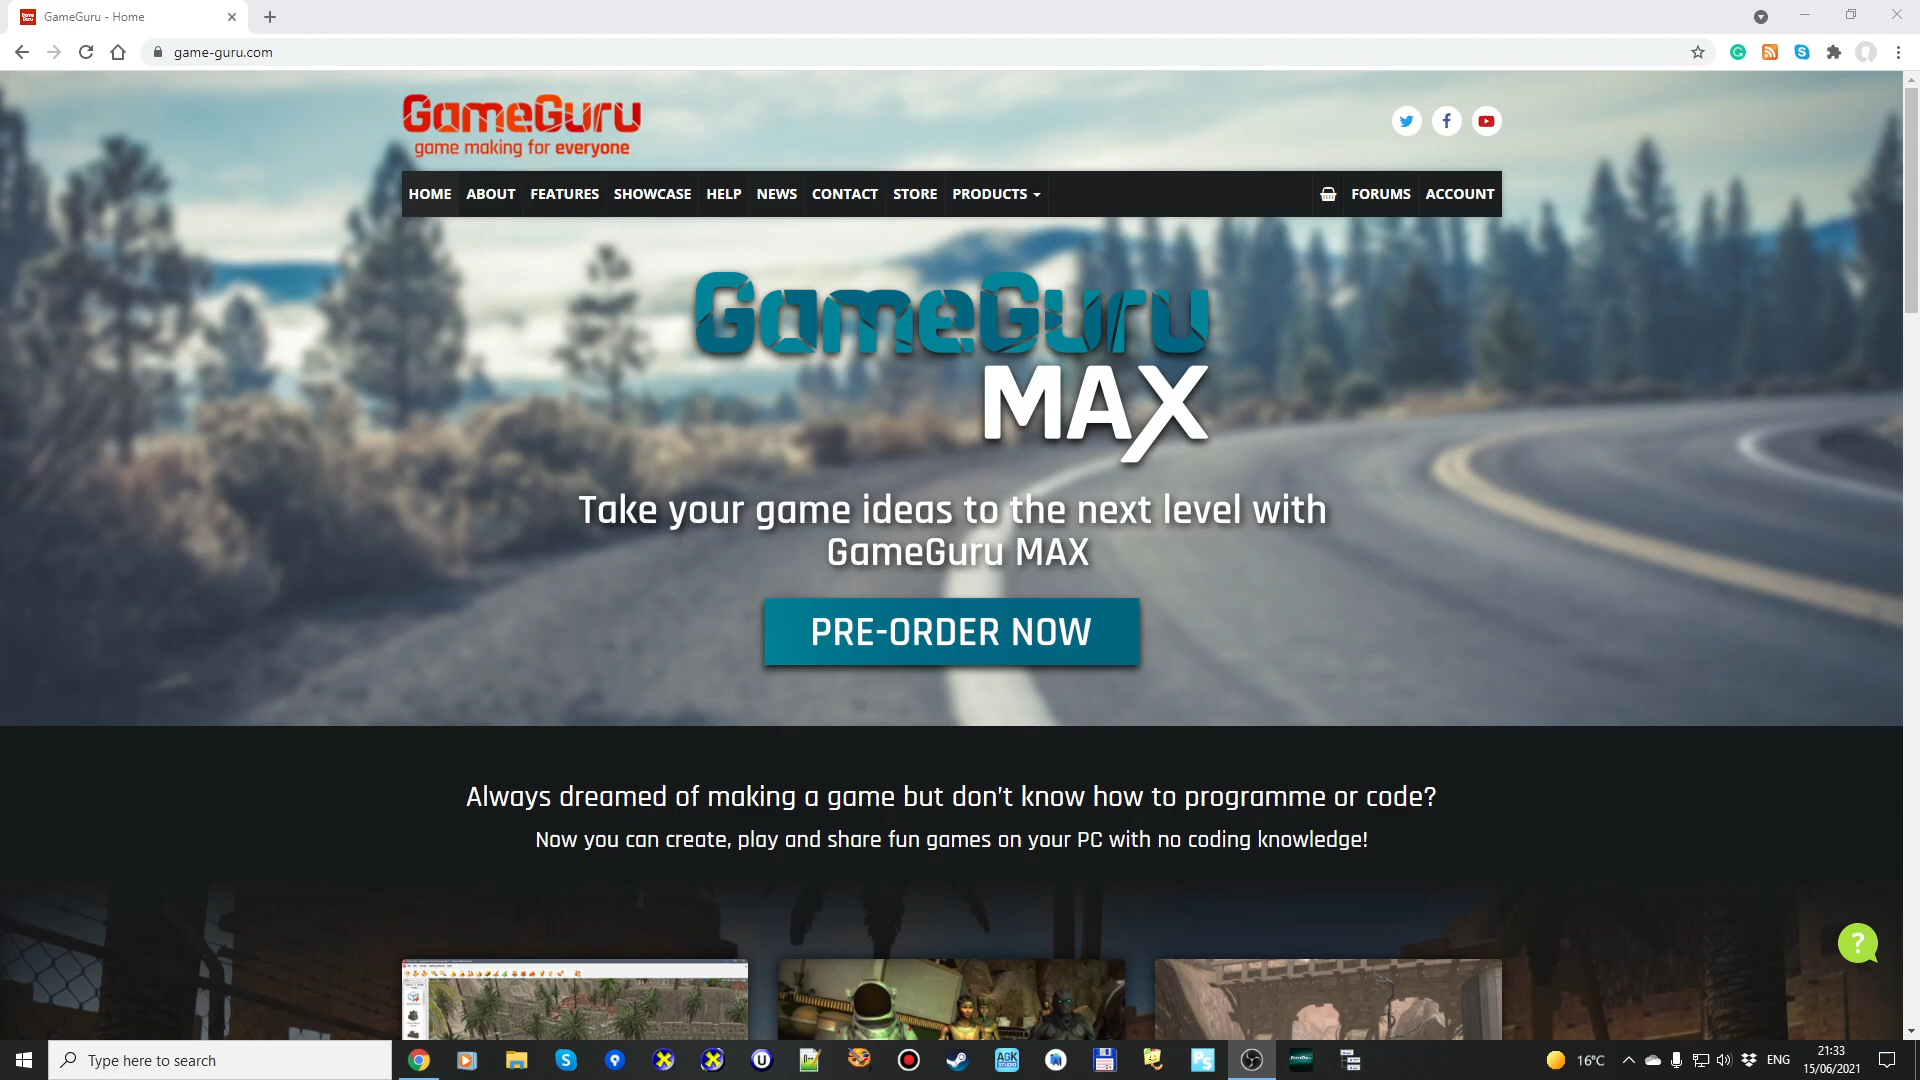 GameGuru - Home
game-guru.com
GameGuru
game making for everyone
HOME ABOUT FEATURES SHOWCASE HELP NEWS CONTACT STORE PRODUCTS FORUMS ACCOUNT
GameGuru
MAX
Take your game ideas to the next level with
GameGuru MAX
PRE-ORDER NOW
Always dreamed of making a game but don't know how to programme or code?
Now you can create, play and share fun games on your PC with no coding knowledge!
?
Type here to search
AGK
STUDIO
Ps
16°C
ENG
21:33
15/06/2021